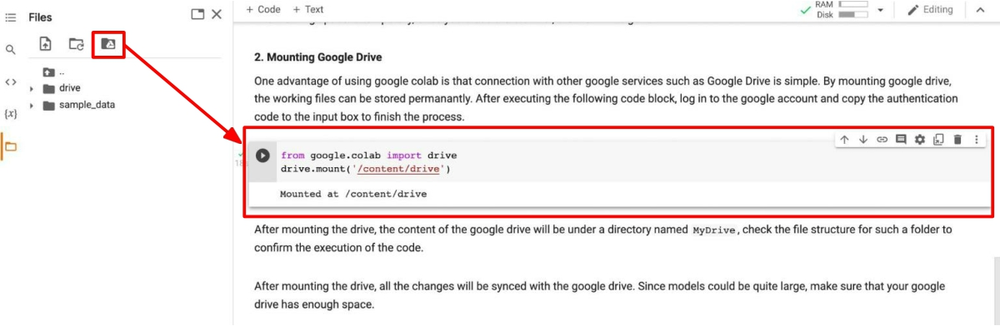 Files
..
drive
sample_data
{x}
+ Code + Text
RAM
Disk
Editing
2. Mounting Google Drive
One advantage of using google colab is that connection with other google services such as Google Drive is simple. By mounting google drive,
the working files can be stored permanantly. After executing the following code block, log in to the google account and copy the authentication
code to the input box to finish the process.
from google.colab import drive
drive.mount('/content/drive')
Mounted at /content/drive
After mounting the drive, the content of the google drive will be under a directory named MyDrive, check the file structure for such a folder to
confirm the execution of the code.
After mounting the drive, all the changes will be synced with the google drive. Since models could be quite large, make sure that your google
drive has enough space.